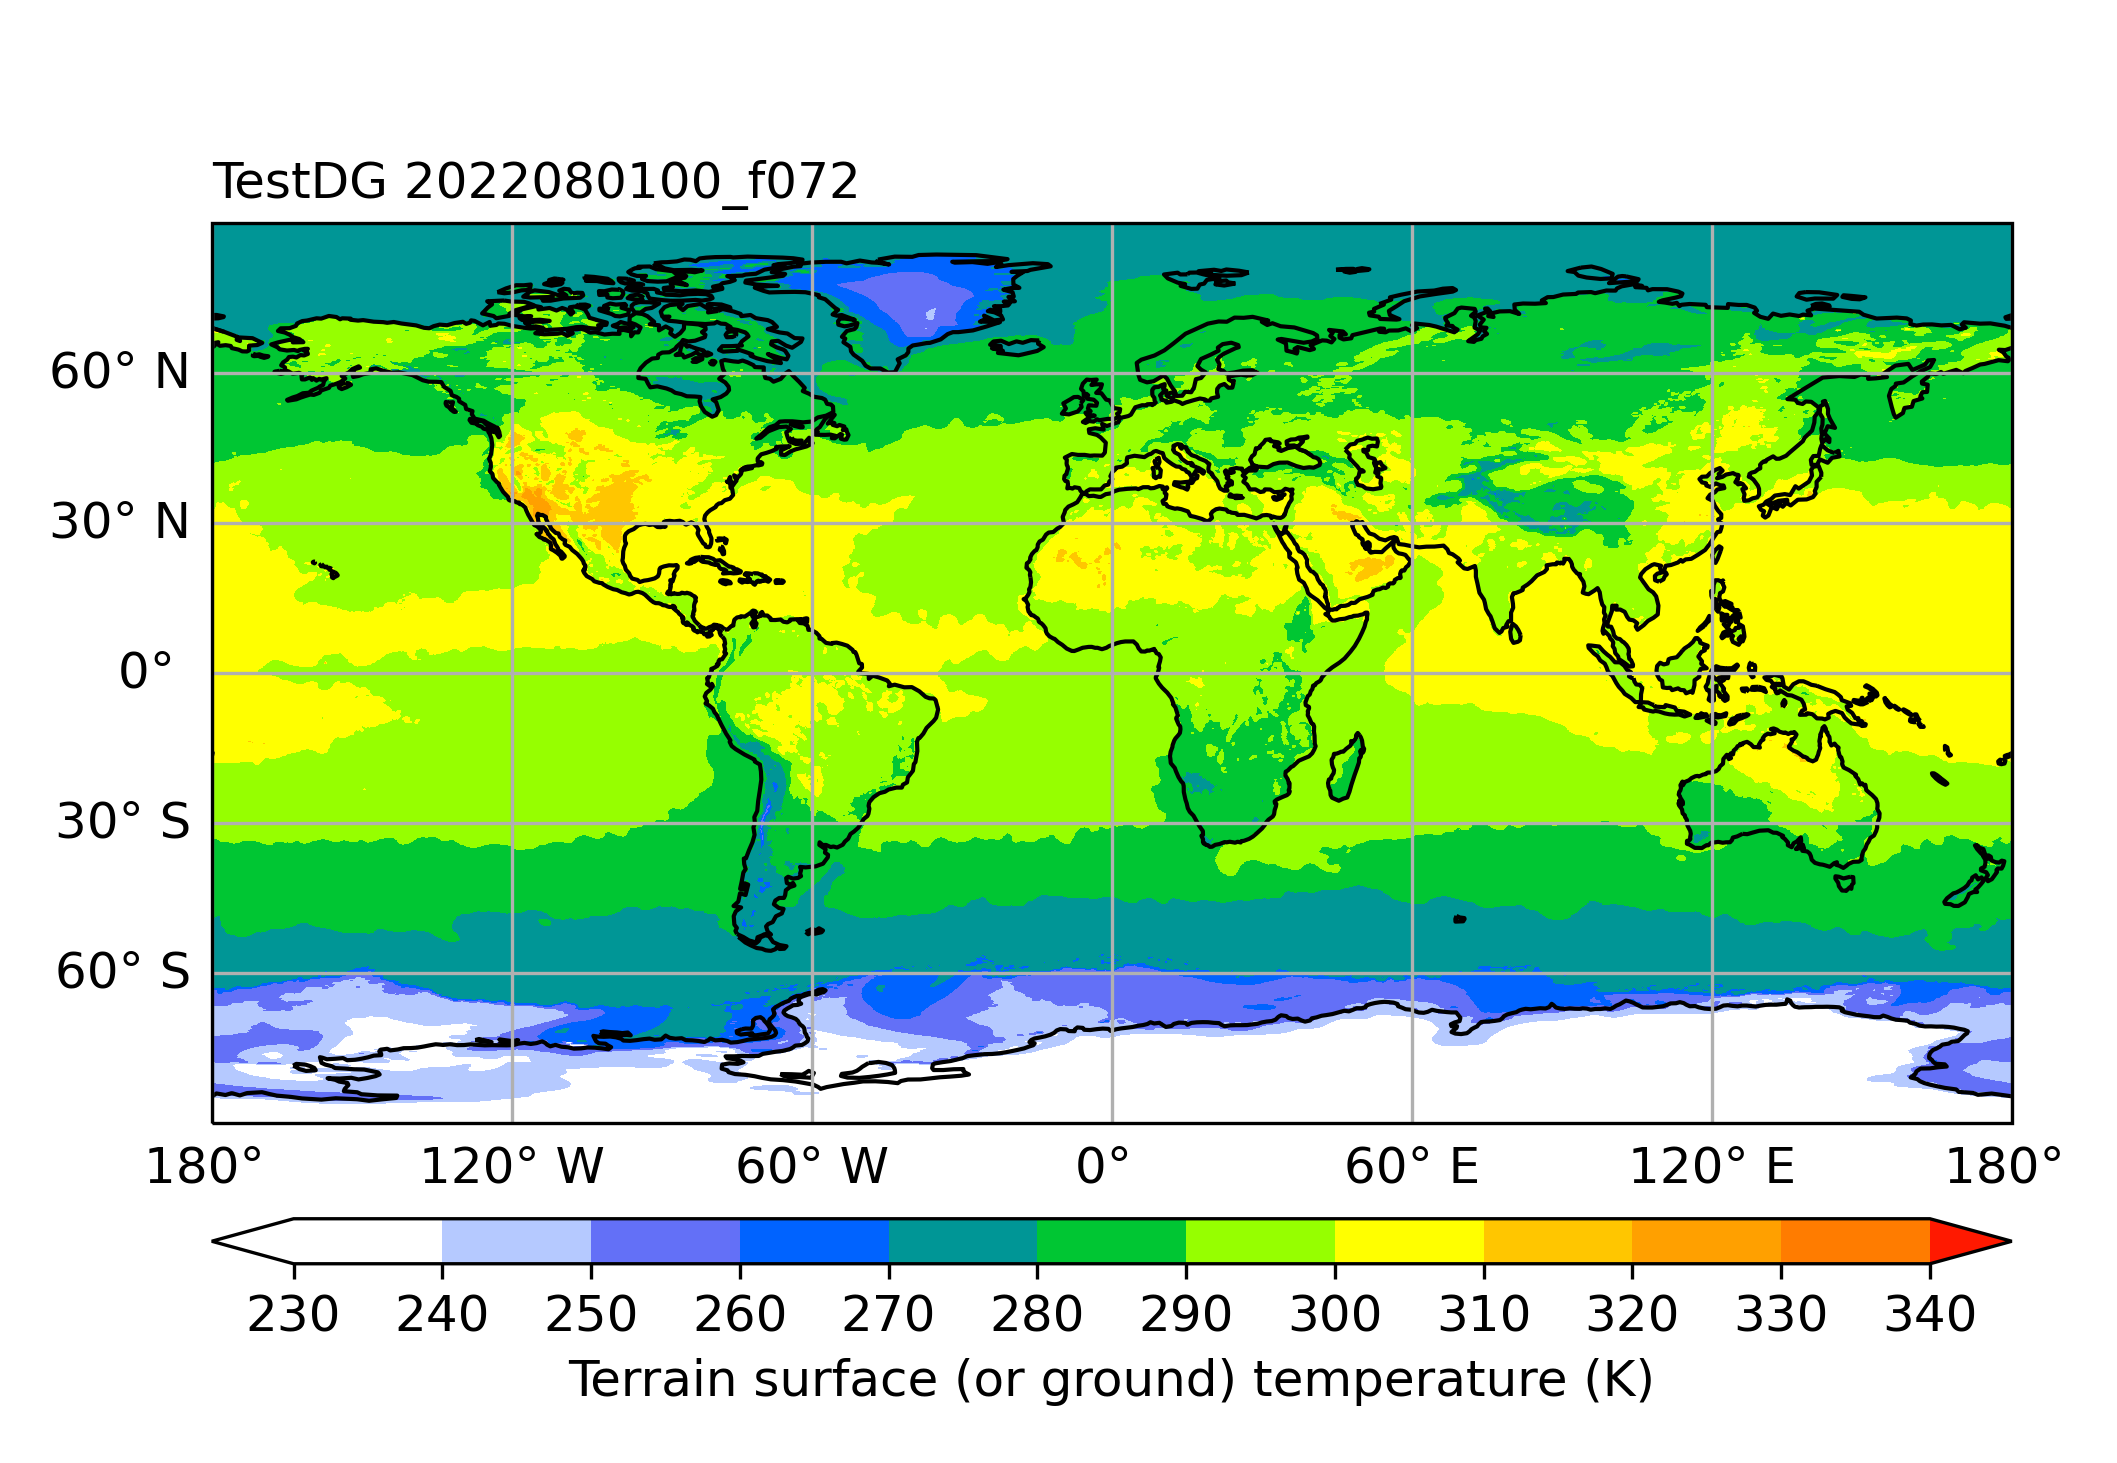 TestDG 2022080100_f072
60° N
30° N
0°
30° S
60° S
180° 120° W 60° W 0° 60° E 120° E 180°
230 240 250 260 270 280 290 300 310 320 330 340
Terrain surface (or ground) temperature (K)